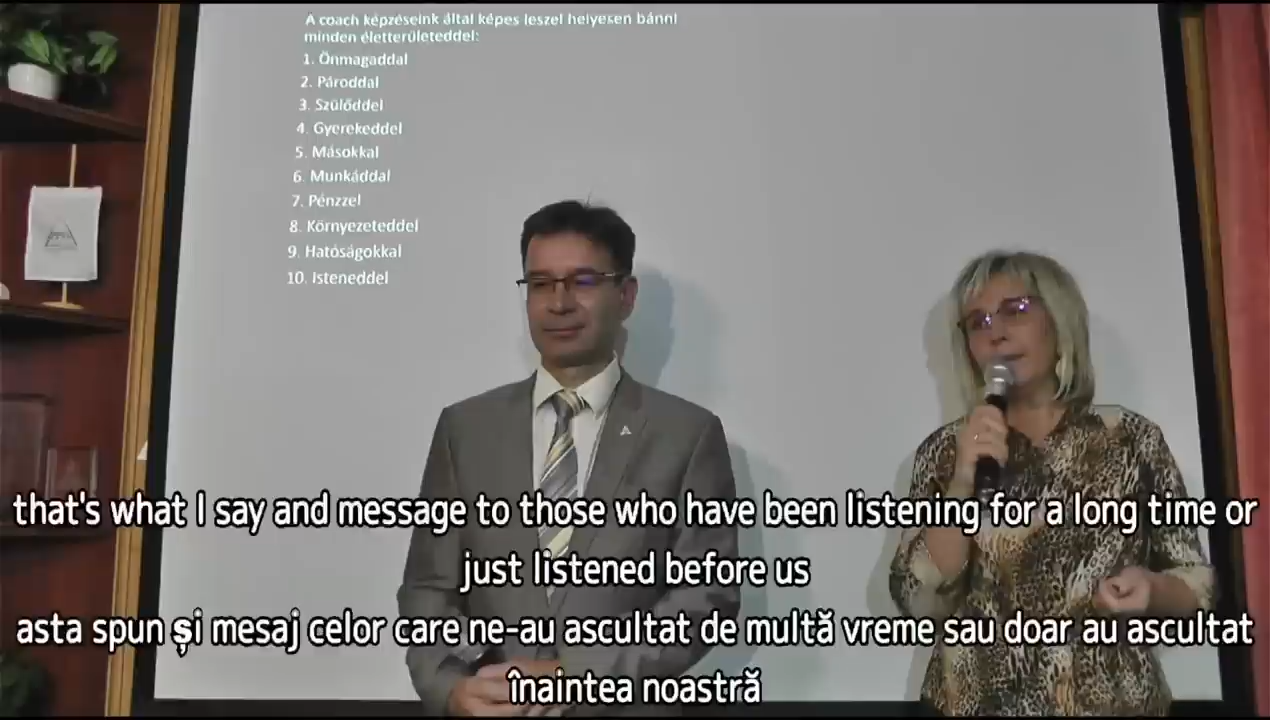 A coach képzéseink által képes leszel helyesen bánni
minden életterületeddel:
1. Önmagaddal
2. Pároddal
3. Szülőddel
4. Gyerekeddel
5. Másokkal
6. Munkáddal
7. Pénzzel
8. Környezeteddel
9. Hatóságokkal
10. Isteneddel
that's what I say and message to those who have been listening for a long time or
just listened before us
asta spun și mesaj celor care ne-au ascultat de multă vreme sau doar au ascultat
înaintea noastră